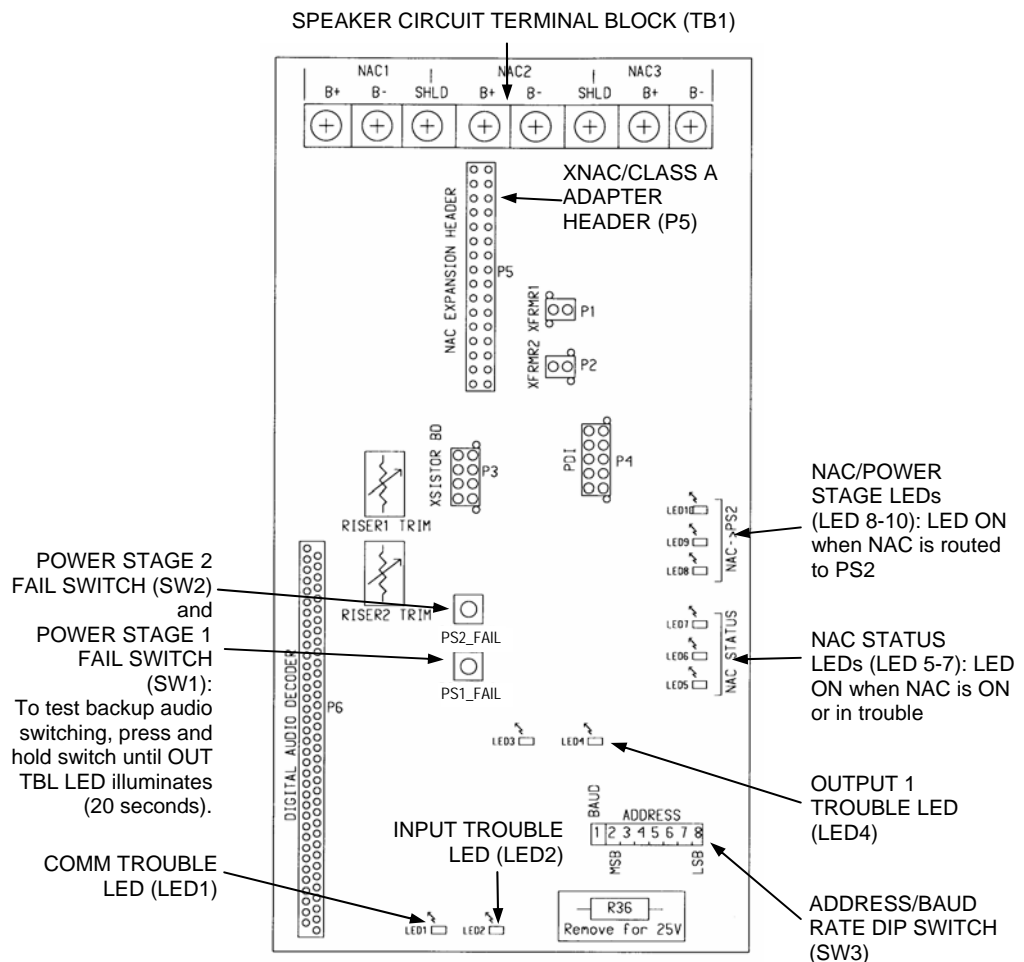 SPEAKER CIRCUIT TERMINAL BLOCK (TB1)
NAC1 NAC2 NAC3
B+ B- SHLD B+ B- SHLD B+ B-
XNAC/CLASS A
ADAPTER
HEADER (P5)
NAC EXPANSION HEADER
P5
XFRMR1
P1
XFRMR2
P2
XSISTOR BD
P3
PDI
P4
RISER1 TRIM
RISER2 TRIM
LED10
LED9
LED8
NAC->PS2
NAC/POWER
STAGE LEDs
(LED 8-10): LED ON
when NAC is routed
to PS2
POWER STAGE 2
FAIL SWITCH (SW2)
and
POWER STAGE 1
FAIL SWITCH
(SW1):
To test backup audio
switching, press and
hold switch until OUT
TBL LED illuminates
(20 seconds).
PS2_FAIL
PS1_FAIL
LED7
LED6
LED5
NAC STATUS
NAC STATUS
LEDs (LED 5-7): LED
ON when NAC is ON
or in trouble
DIGITAL AUDIO DECODER
P6
LED3 LED4
OUTPUT 1
TROUBLE LED
(LED4)
BAUD
ADDRESS
1 2 3 4 5 6 7 8
MSB
LSB
INPUT TROUBLE
LED (LED2)
COMM TROUBLE
LED (LED1)
LED1 LED2
R36
Remove for 25V
ADDRESS/BAUD
RATE DIP SWITCH
(SW3)